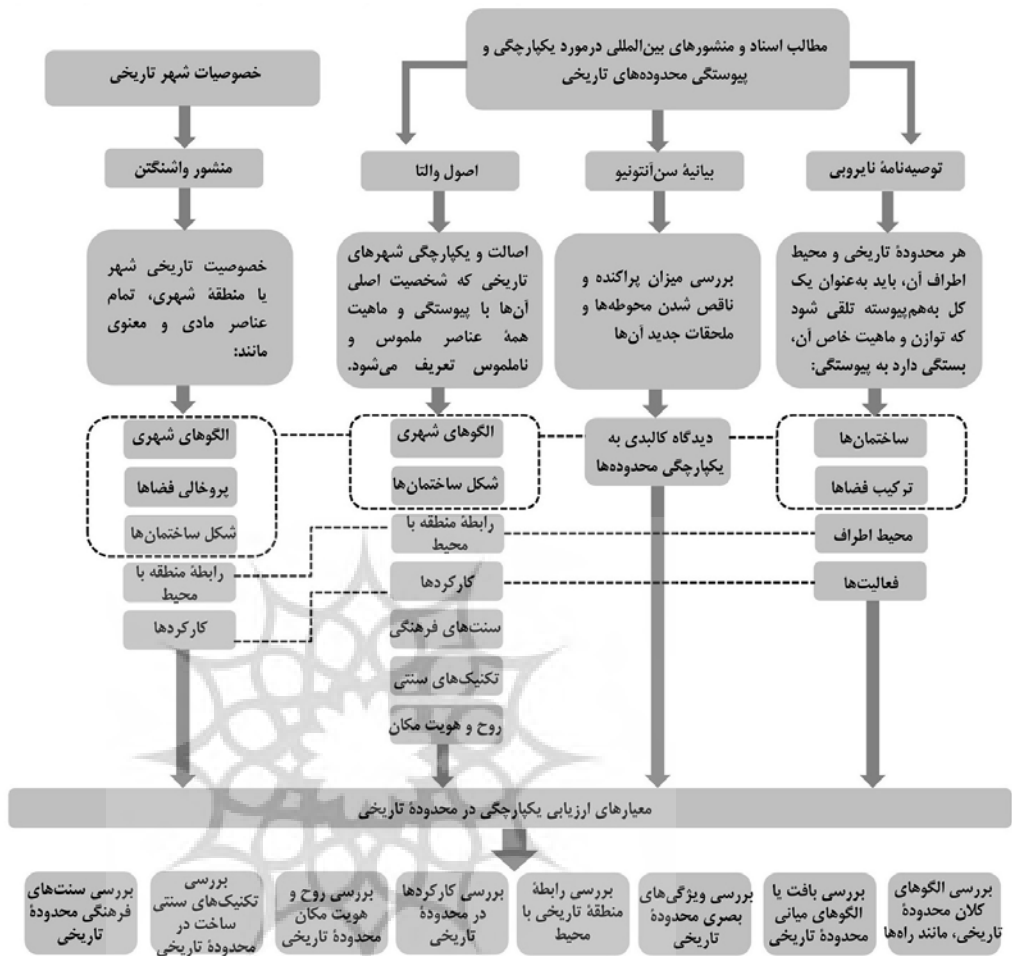 مطالب اسناد و منشورهای بین‌المللی درمورد یکپارچگی و
پیوستگی محدوده‌های تاریخی
خصوصیات شهر تاریخی
توصیه‌نامهٔ نایروبی
بیانیهٔ سن‌آنتونیو
اصول والتا
منشور واشنگتن
هر محدودهٔ تاریخی و محیط
اطراف آن، باید به‌عنوان یک
کل به‌هم‌پیوسته تلقی شود
که توازن و ماهیت خاص آن،
بستگی دارد به پیوستگی:
بررسی میزان پراکنده و
ناقص شدن محوطه‌ها و
ملحقات جدید آن‌ها
اصالت و یکپارچگی شهرهای
تاریخی که شخصیت اصلی
آن‌ها با پیوستگی و ماهیت
همهٔ عناصر ملموس و
ناملموس تعریف می‌شود.
خصوصیت تاریخی شهر
یا منطقهٔ شهری، تمام
عناصر مادی و معنوی
مانند:
ساختمان‌ها
ترکیب فضاها
محیط اطراف
فعالیت‌ها
دیدگاه کالبدی به
یکپارچگی محدوده‌ها
الگوهای شهری
شکل ساختمان‌ها
رابطهٔ منطقه با
محیط
کارکردها
سنت‌های فرهنگی
تکنیک‌های سنتی
روح و هویت مکان
الگوهای شهری
پروخالی فضاها
شکل ساختمان‌ها
رابطهٔ منطقه با
محیط
کارکردها
معیارهای ارزیابی یکپارچگی در محدودهٔ تاریخی
بررسی الگوهای
کلان محدودهٔ
تاریخی، مانند راه‌ها
بررسی بافت یا
الگوهای میانی
محدودهٔ تاریخی
بررسی ویژگی‌های
بصری محدودهٔ
تاریخی
بررسی رابطهٔ
منطقهٔ تاریخی با
محیط
بررسی کارکردها
در محدودهٔ
تاریخی
بررسی روح و
هویت مکان
محدودهٔ تاریخی
بررسی
تکنیک‌های سنتی
ساخت در
محدودهٔ تاریخی
بررسی سنت‌های
فرهنگی محدودهٔ
تاریخی